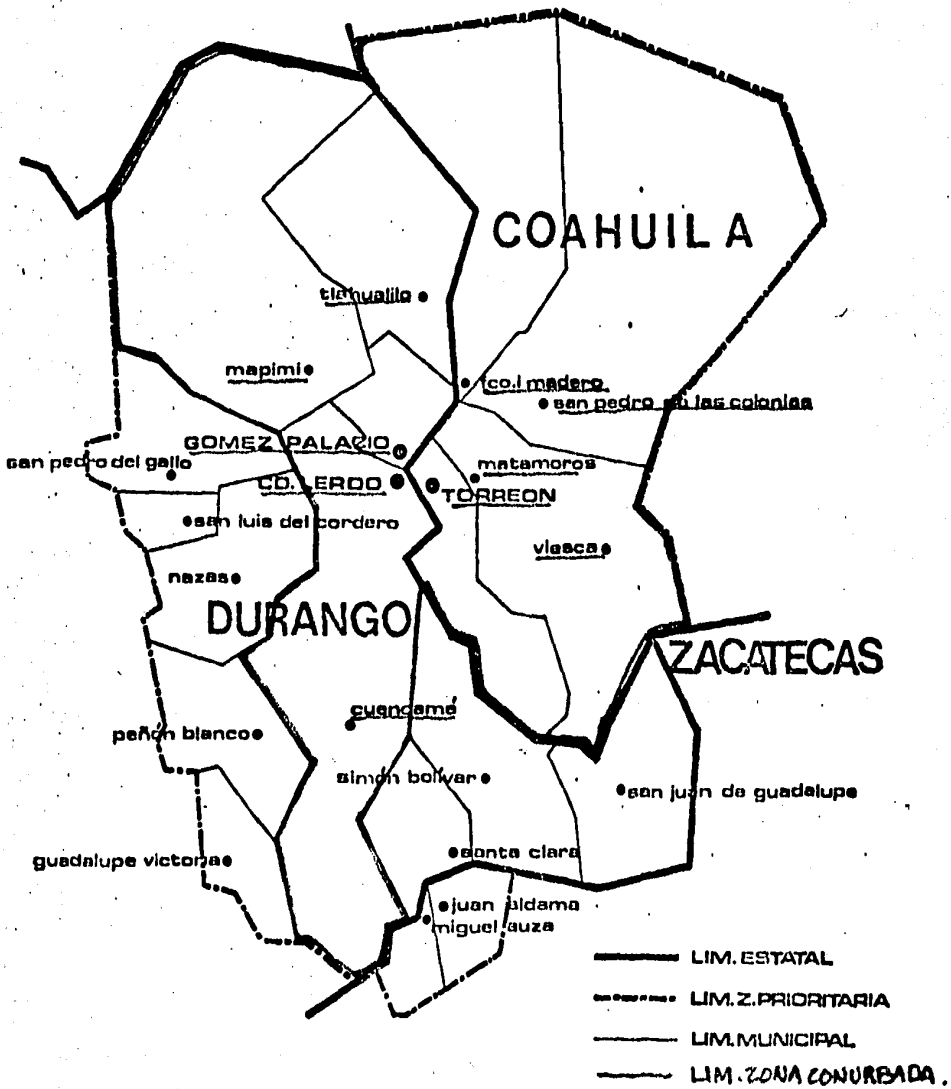 COAHUILA
tlahualilo
mapimi
fco.I madero
san pedro de las colonias
GOMEZ PALACIO
san pedro del gallo
matamoros
CD. LERDO
TORREON
san luis del cordero
viesca
nazas
DURANGO
ZACATECAS
cuencamé
peñón blanco
simón bolívar
san juan de guadalupe
santa clara
guadalupe victoria
juan aldama
miguel auza
LIM. ESTATAL
LIM. Z. PRIORITARIA
LIM. MUNICIPAL
LIM. ZONA CONURBADA.